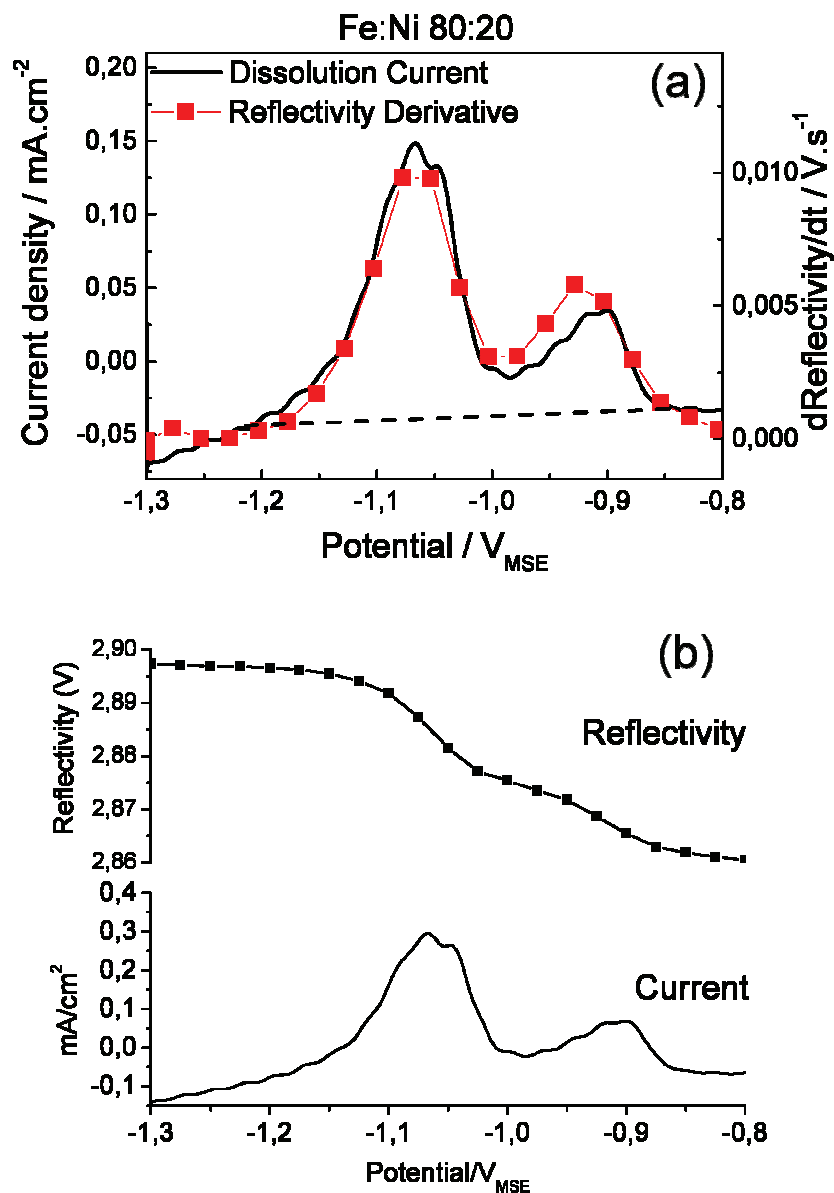 Fe:Ni 80:20
(a)
Dissolution Current
Reflectivity Derivative
Current density / mA.cm-2
0,20
0,15
0,10
0,05
0,00
-0,05
dReflectivity/dt / V.s-1
0,010
0,005
0,000
-1,3 -1,2 -1,1 -1,0 -0,9 -0,8
Potential / VMSE
(b)
Reflectivity (V)
2,90
2,89
2,88
2,87
2,86
Reflectivity
mA/cm2
0,4
0,3
0,2
0,1
0,0
-0,1
Current
-1,3 -1,2 -1,1 -1,0 -0,9 -0,8
Potential/VMSE